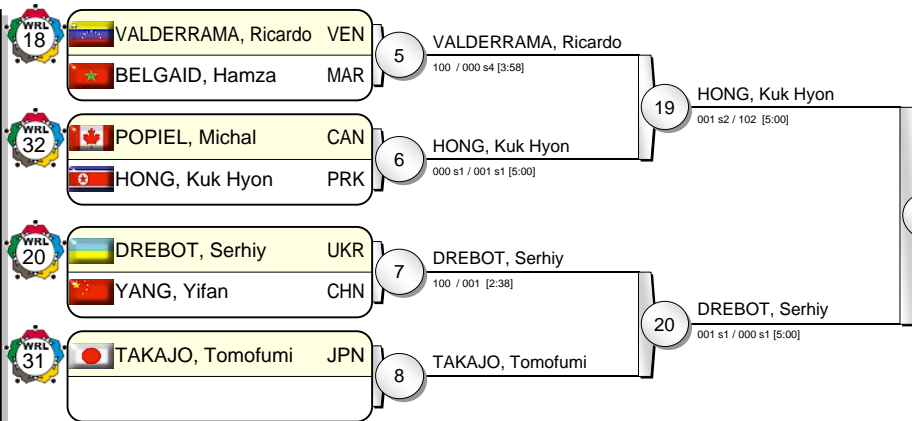 WRL
18
VALDERRAMA, Ricardo VEN
BELGAID, Hamza MAR
5
VALDERRAMA, Ricardo
100 / 000 s4 [3:58]
19
HONG, Kuk Hyon
001 s2 / 102 [5:00]
WRL
32
POPIEL, Michal CAN
HONG, Kuk Hyon PRK
6
HONG, Kuk Hyon
000 s1 / 001 s1 [5:00]
WRL
20
DREBOT, Serhiy UKR
YANG, Yifan CHN
7
DREBOT, Serhiy
100 / 001 [2:38]
20
DREBOT, Serhiy
001 s1 / 000 s1 [5:00]
WRL
31
TAKAJO, Tomofumi JPN
8
TAKAJO, Tomofumi